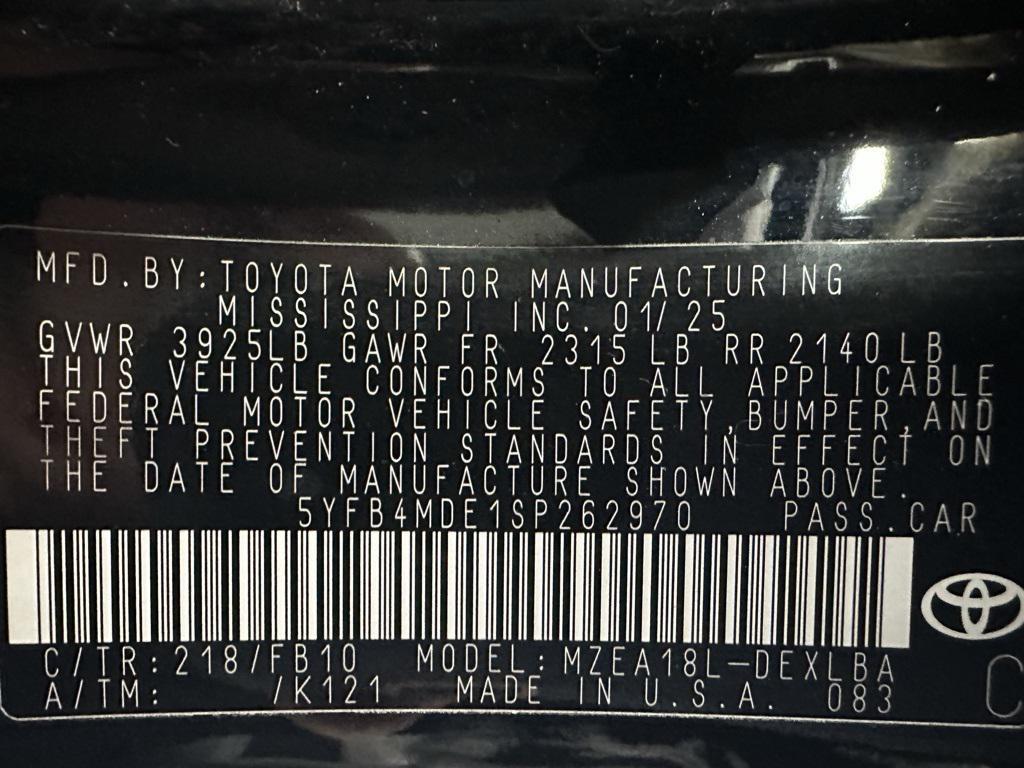 MFD.BY:TOYOTA MOTOR MANUFACTURING
MISSISSIPPI INC. 01/25
GVWR 3925LB GAWR FR 2315LB RR 2140LB
THIS VEHICLE CONFORMS TO ALL APPLICABLE
FEDERAL MOTOR VEHICLE SAFETY,BUMPER,AND
THEFT PREVENTION STANDARDS IN EFFECT ON
THE DATE OF MANUFACTURE SHOWN ABOVE.
5YFB4MDE1SP262970 PASS.CAR
C/TR:218/FB10 MODEL:MZEA18L-DEXLBA
A/TM: /K121 MADE IN U.S.A. 083
C